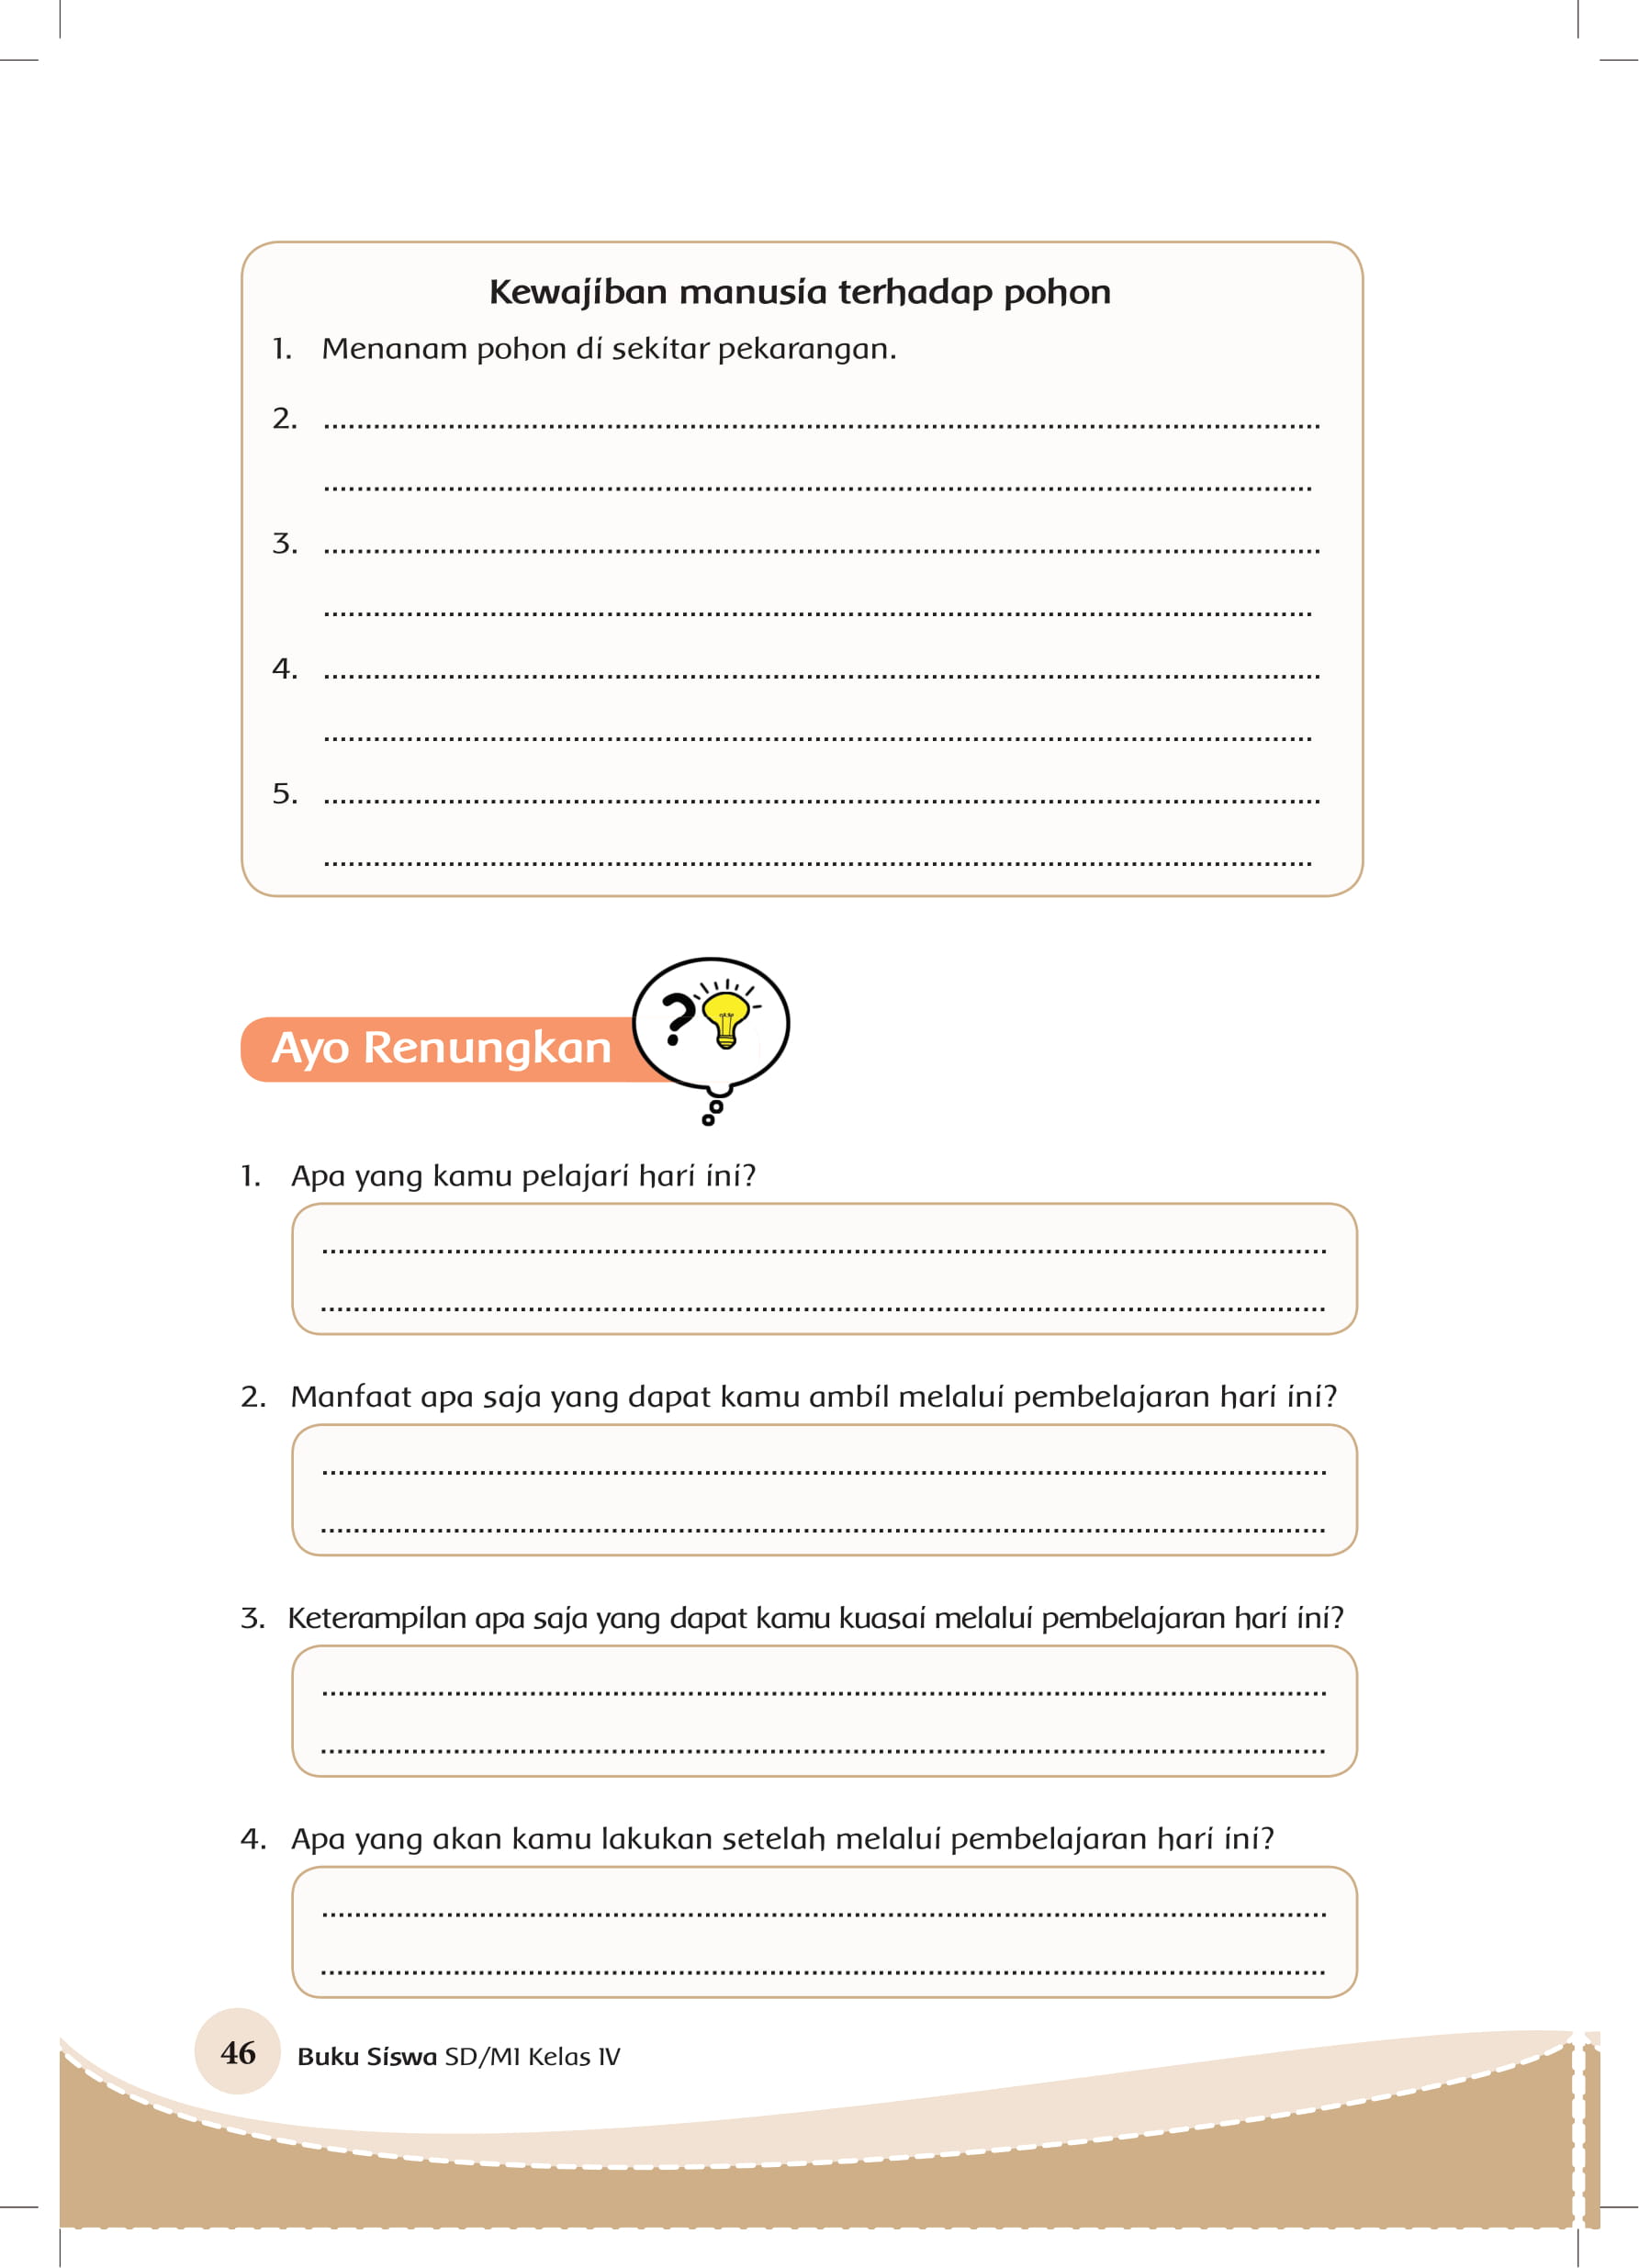 Kewajiban manusia terhadap pohon
1. Menanam pohon di sekitar pekarangan.
2. ........................................................................................................................
........................................................................................................................
3. ........................................................................................................................
........................................................................................................................
4. ........................................................................................................................
........................................................................................................................
5. ........................................................................................................................
........................................................................................................................
?
Ayo Renungkan
1. Apa yang kamu pelajari hari ini?
........................................................................................................................
........................................................................................................................
2. Manfaat apa saja yang dapat kamu ambil melalui pembelajaran hari ini?
........................................................................................................................
........................................................................................................................
3. Keterampilan apa saja yang dapat kamu kuasai melalui pembelajaran hari ini?
........................................................................................................................
........................................................................................................................
4. Apa yang akan kamu lakukan setelah melalui pembelajaran hari ini?
........................................................................................................................
........................................................................................................................
46 Buku Siswa SD/MI Kelas IV